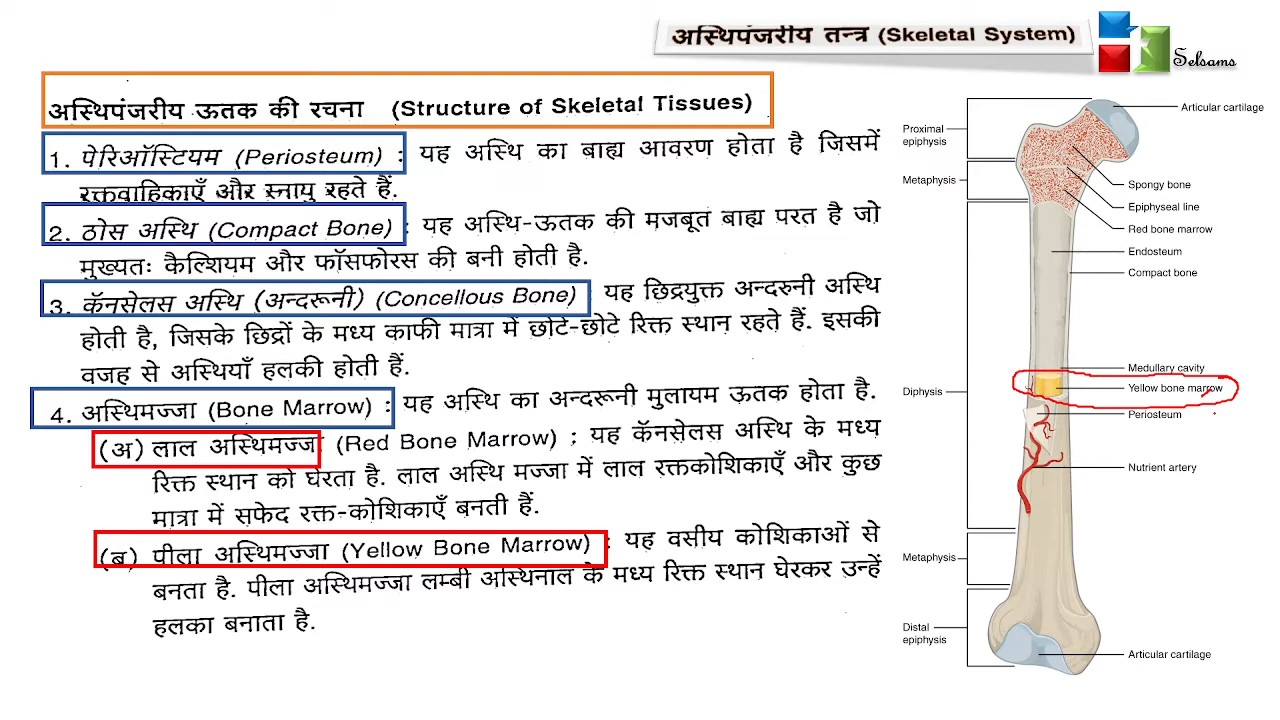 अस्थिपंजरीय तन्त्र (Skeletal System)
Selsams
अस्थिपंजरीय ऊतक की रचना (Structure of Skeletal Tissues)
1. पेरिऑस्टियम (Periosteum) : यह अस्थि का बाह्य आवरण होता है जिसमें
रक्तवाहिकाएँ और स्नायु रहते हैं.
2. ठोस अस्थि (Compact Bone) : यह अस्थि-ऊतक की मजबूत बाह्य परत है जो
मुख्यतः कैल्शियम और फॉसफोरस की बनी होती है.
3. कॅनसेलस अस्थि (अन्दरूनी) (Concellous Bone) : यह छिद्रयुक्त अन्दरुनी अस्थि
होती है, जिसके छिद्रों के मध्य काफी मात्रा में छोटे-छोटे रिक्त स्थान रहते हैं. इसकी
वजह से अस्थियाँ हलकी होती हैं.
4. अस्थिमज्जा (Bone Marrow) : यह अस्थि का अन्दरूनी मुलायम ऊतक होता है.
(अ) लाल अस्थिमज्जा (Red Bone Marrow) ; यह कॅनसेलस अस्थि के मध्य
रिक्त स्थान को घेरता है. लाल अस्थि मज्जा में लाल रक्तकोशिकाएँ और कुछ
मात्रा में सफेद रक्त-कोशिकाएँ बनती हैं.
(ब) पीला अस्थिमज्जा (Yellow Bone Marrow) : यह वसीय कोशिकाओं से
बनता है. पीला अस्थिमज्जा लम्बी अस्थिनाल के मध्य रिक्त स्थान घेरकर उन्हें
हलका बनाता है.
Articular cartilage
Proximal
epiphysis
Metaphysis
Spongy bone
Epiphyseal line
Red bone marrow
Endosteum
Compact bone
Medullary cavity
Yellow bone marrow
Diphysis
Periosteum
Nutrient artery
Metaphysis
Distal
epiphysis
Articular cartilage